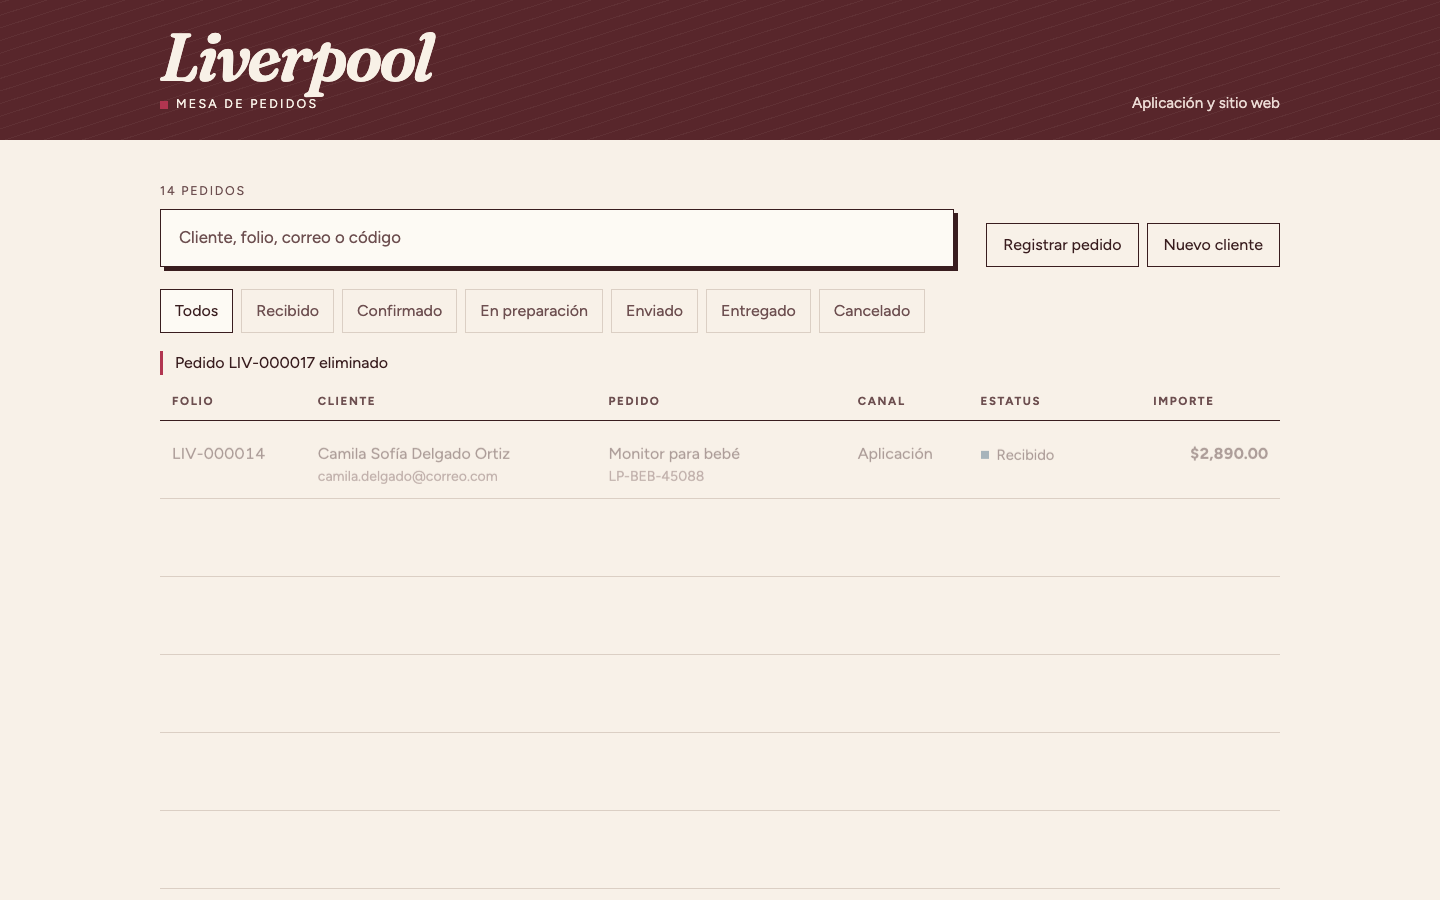 Liverpool
MESA DE PEDIDOS
Aplicación y sitio web
14 PEDIDOS
Cliente, folio, correo o código
Registrar pedido
Nuevo cliente
Todos
Recibido
Confirmado
En preparación
Enviado
Entregado
Cancelado
Pedido LIV-000017 eliminado
FOLIO CLIENTE PEDIDO CANAL ESTATUS IMPORTE
LIV-000014 Camila Sofía Delgado Ortiz Monitor para bebé Aplicación Recibido $2,890.00
camila.delgado@correo.com LP-BEB-45088